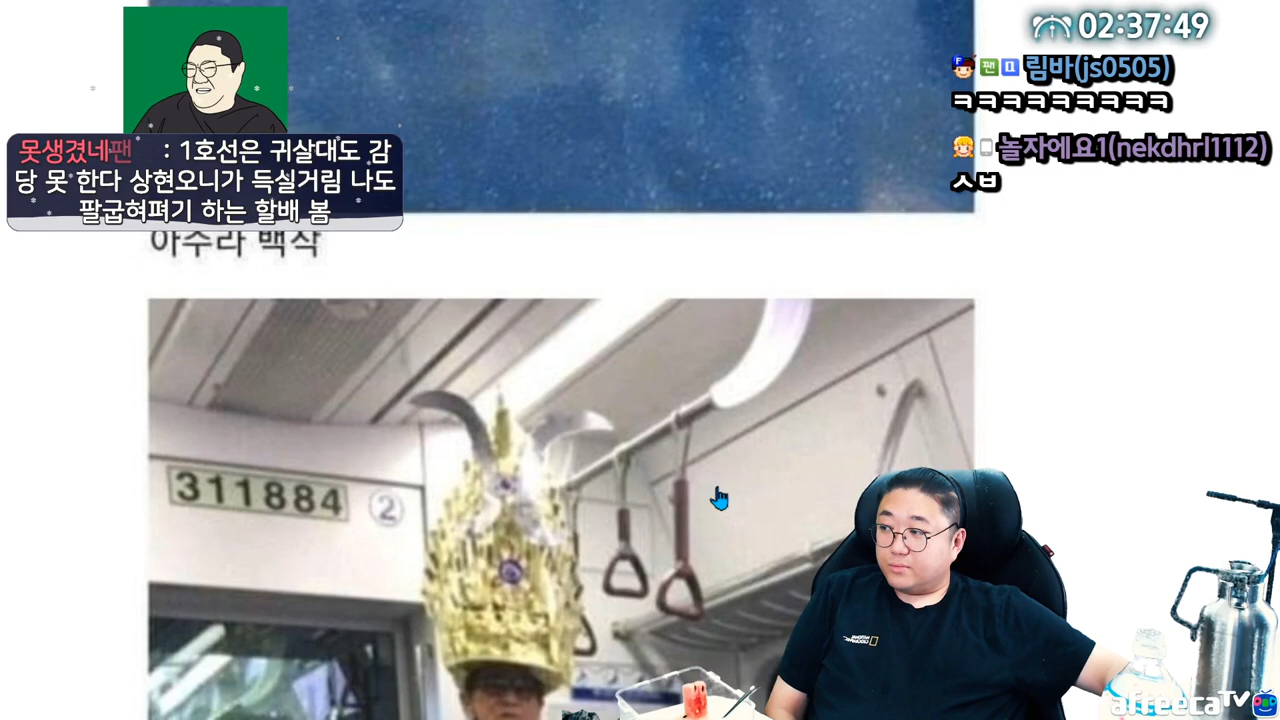 02:37:49
림바(js0505)
ㅋㅋㅋㅋㅋㅋㅋㅋㅋ
놀자에요1(nekdhrl1112)
ㅅㅂ
못생겼네팬 : 1호선은 귀살대도 감
당 못 한다 상현오니가 득실거림 나도
팔굽혀펴기 하는 할배 봄
아수라 백작
311884 2
afreecaTV